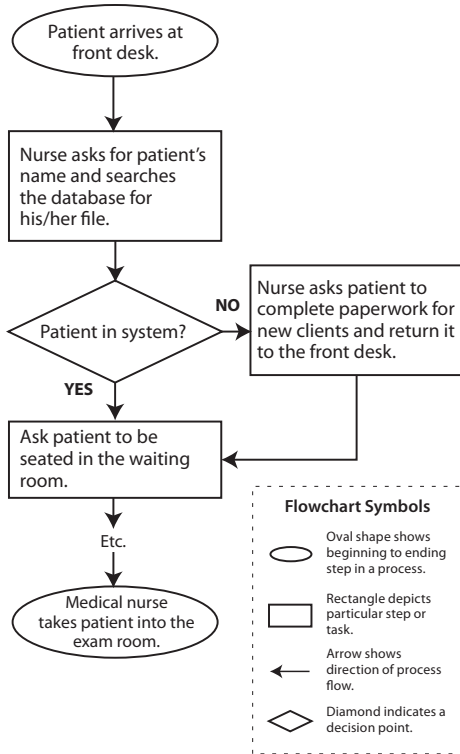 Patient arrives at
front desk.
Nurse asks for patient's
name and searches
the database for
his/her file.
Patient in system?
NO
Nurse asks patient to
complete paperwork for
new clients and return it
to the front desk.
YES
Ask patient to be
seated in the waiting
room.
Etc.
Medical nurse
takes patient into the
exam room.
Flowchart Symbols
Oval shape shows
beginning to ending
step in a process.
Rectangle depicts
particular step or
task.
Arrow shows
direction of process
flow.
Diamond indicates a
decision point.